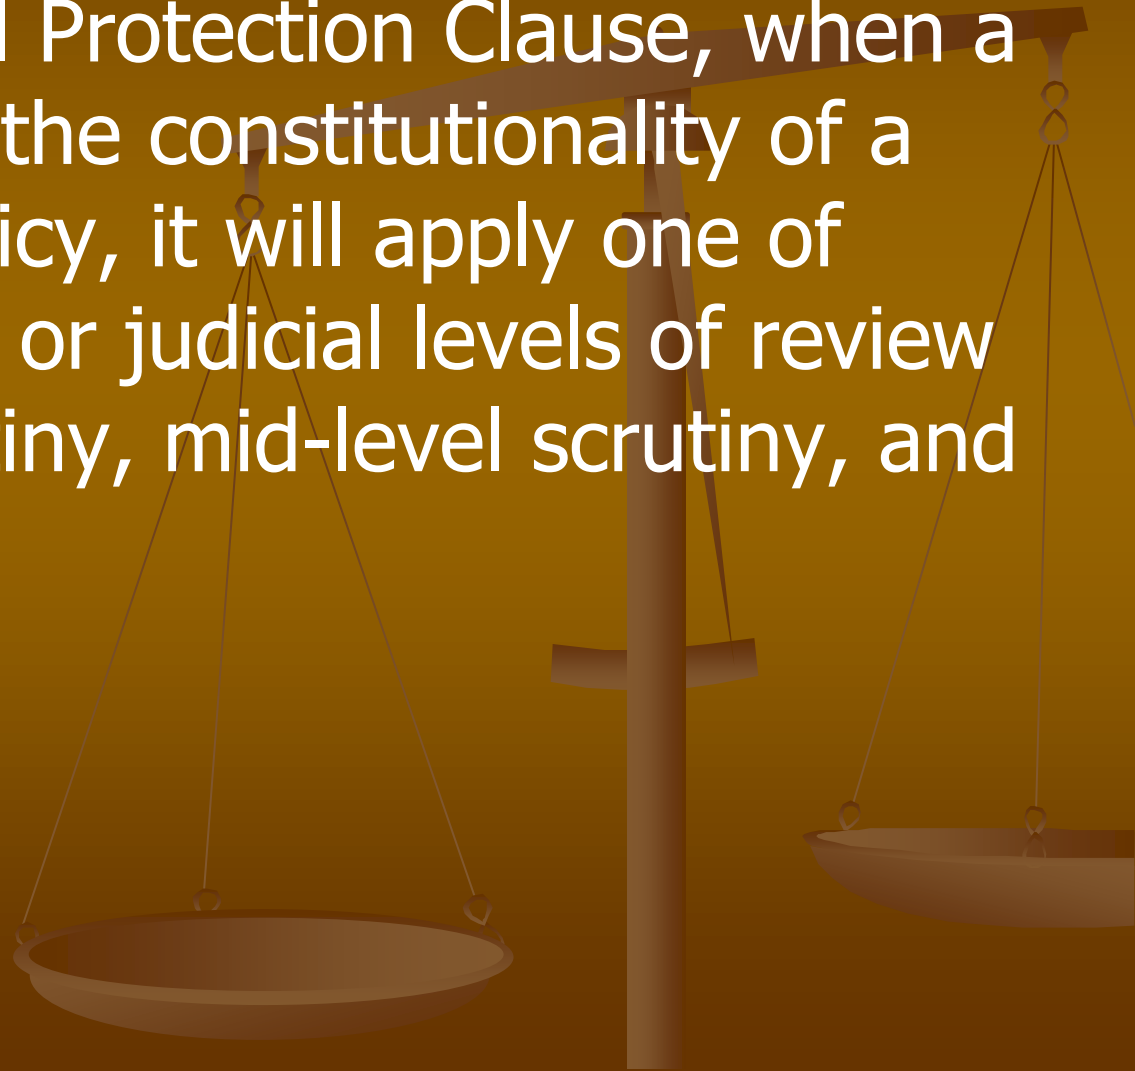 Protection Clause, when a
the constitutionality of a
icy, it will apply one of
or judicial levels of review
iny, mid-level scrutiny, and